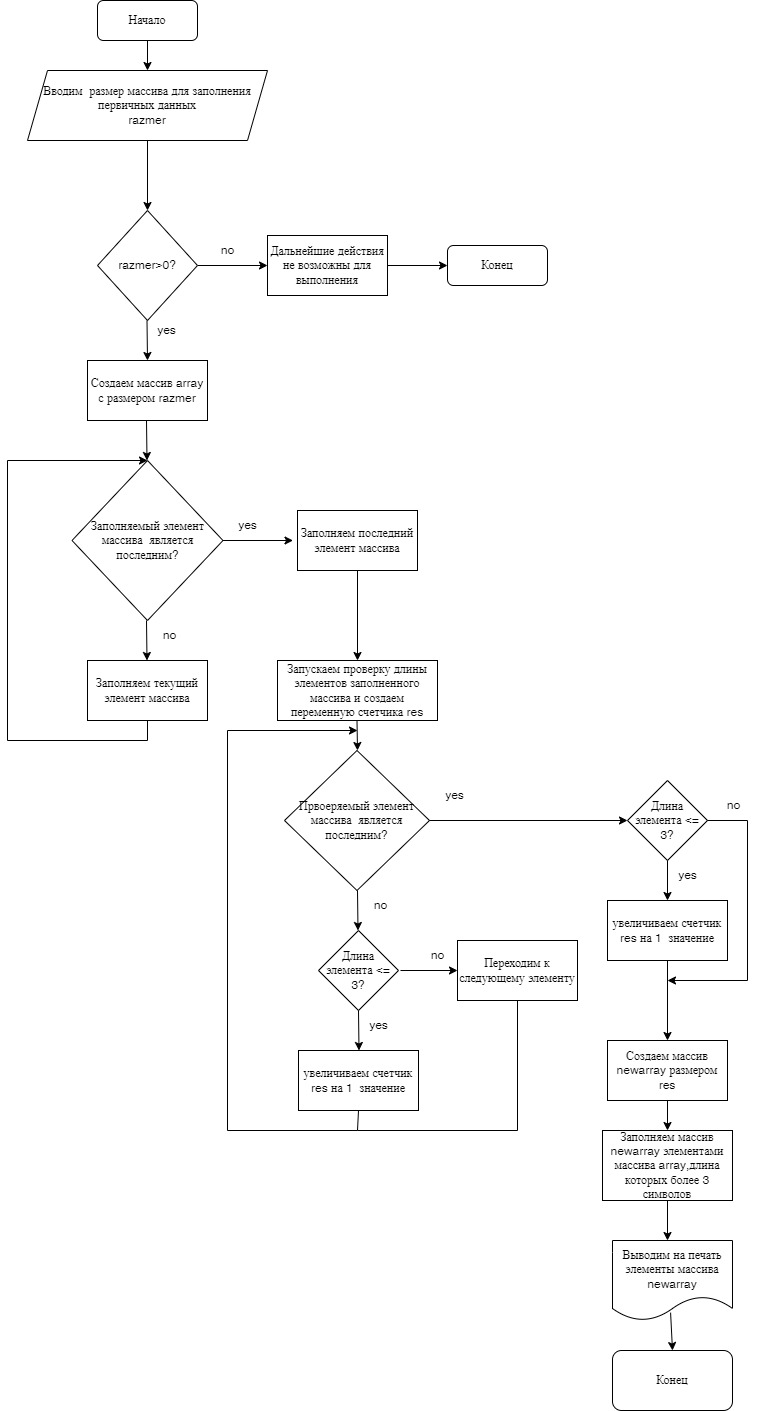 Начало
Вводим размер массива для заполнения
первичных данных
razmer
razmer>0?
no
Дальнейшие действия
не возможны для
выполнения
Конец
yes
Создаем массив array
с размером razmer
Заполняемый элемент
массива является
последним?
yes
Заполняем последний
элемент массива
no
Заполняем текущий
элемент массива
Запускаем проверку длины
элементов заполненного
массива и создаем
переменную счетчика res
Првоеряемый элемент
массива является
последним?
yes
Длина
элемента <=
3?
no
yes
увеличиваем счетчик
res на 1 значение
no
Длина
элемента <=
3?
no
Переходим к
следующему элементу
yes
увеличиваем счетчик
res на 1 значение
Создаем массив
newarray размером
res
Заполняем массив
newarray элементами
массива array,длина
которых более 3
символов
Выводим на печать
элементы массива
newarray
Конец